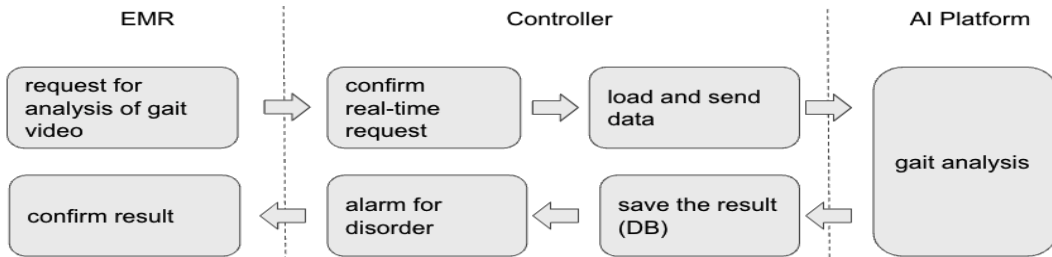 EMR
Controller
AI Platform
request for
analysis of gait
video
confirm
real-time
request
load and send
data
gait analysis
confirm result
alarm for
disorder
save the result
(DB)